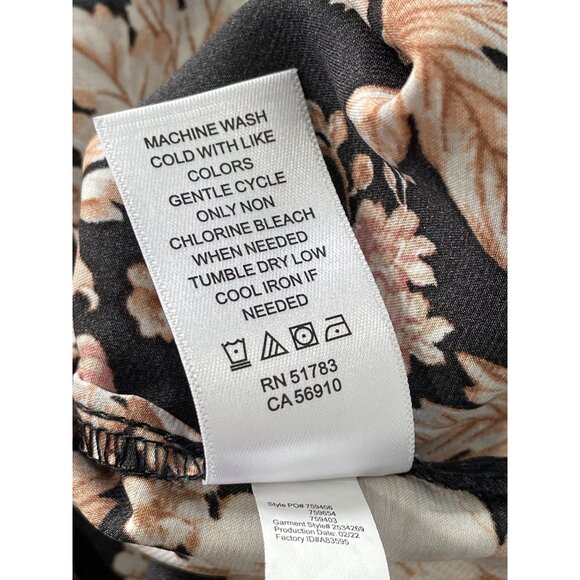 MACHINE WASH
COLD WITH LIKE
COLORS
GENTLE CYCLE
ONLY NON
CHLORINE BLEACH
WHEN NEEDED
TUMBLE DRY LOW
COOL IRON IF
NEEDED
RN 51783
CA 56910
Style PO# 759406
759654
759403
Garment Style# 2534269
Production Date: 02/22
Factory ID#A83595